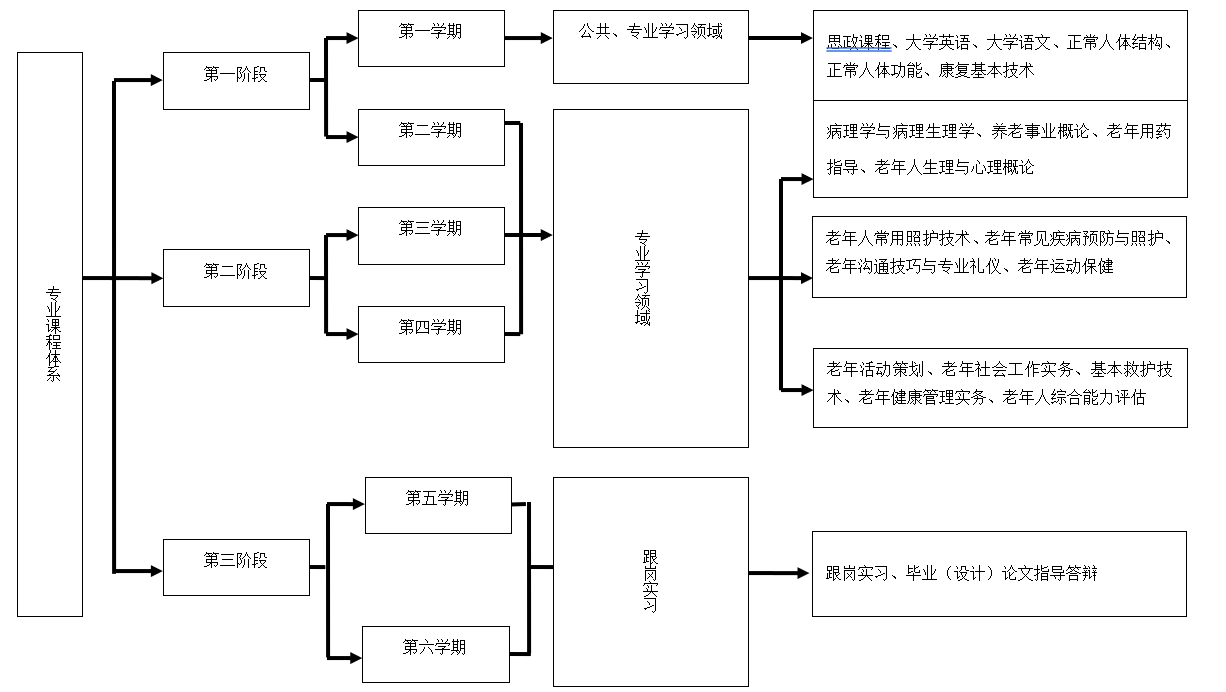 专业课程体系
第一阶段
第二阶段
第三阶段
第一学期
第二学期
第三学期
第四学期
第五学期
第六学期
公共、专业学习领域
专业学习领域
跟岗实习
思政课程、大学英语、大学语文、正常人体结构、
正常人体功能、康复基本技术
病理学与病理生理学、养老事业概论、老年用药
指导、老年人生理与心理概论
老年人常用照护技术、老年常见疾病预防与照护、
老年沟通技巧与专业礼仪、老年运动保健
老年活动策划、老年社会工作实务、基本救护技
术、老年健康管理实务、老年人综合能力评估
跟岗实习、毕业（设计）论文指导答辩